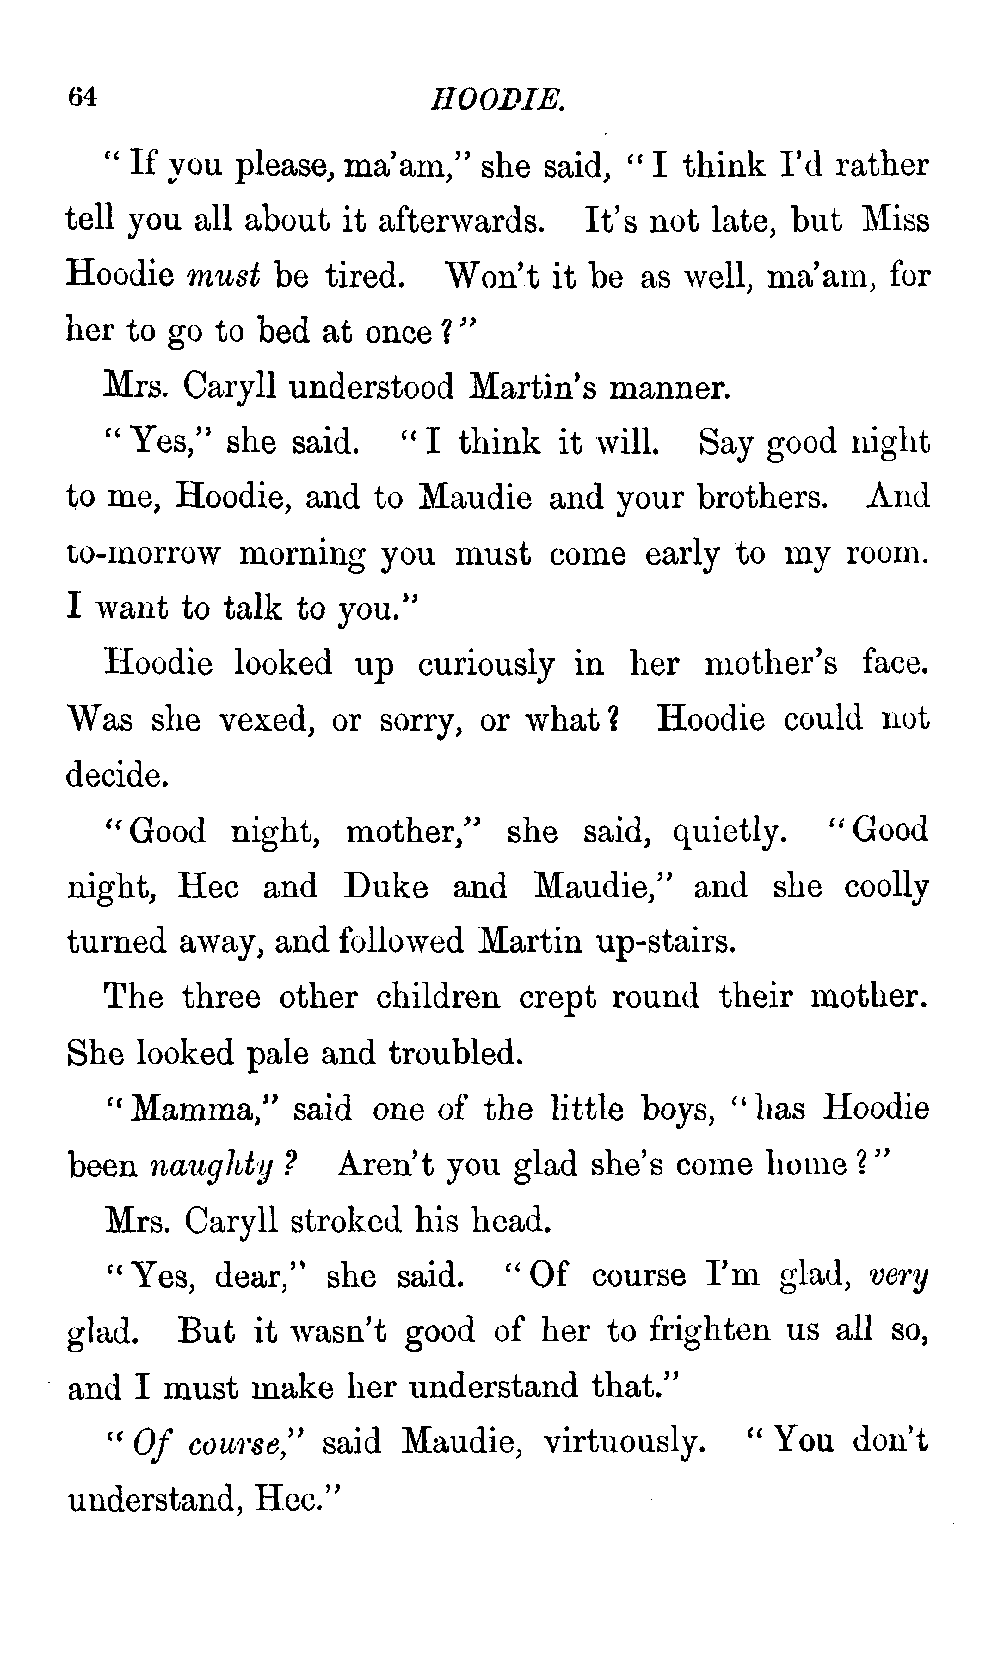 64 HOODIE.
"If you please, ma'am," she said, "I think I'd rather
tell you all about it afterwards. It's not late, but Miss
Hoodie must be tired. Won't it be as well, ma'am, for
her to go to bed at once?"
Mrs. Caryll understood Martin's manner.
"Yes," she said. "I think it will. Say good night
to me, Hoodie, and to Maudie and your brothers. And
to-morrow morning you must come early to my room.
I want to talk to you."
Hoodie looked up curiously in her mother's face.
Was she vexed, or sorry, or what? Hoodie could not
decide.
"Good night, mother," she said, quietly. "Good
night, Hec and Duke and Maudie," and she coolly
turned away, and followed Martin up-stairs.
The three other children crept round their mother.
She looked pale and troubled.
"Mamma," said one of the little boys, "has Hoodie
been naughty? Aren't you glad she's come home?"
Mrs. Caryll stroked his head.
"Yes, dear," she said. "Of course I'm glad, very
glad. But it wasn't good of her to frighten us all so,
and I must make her understand that."
"Of course," said Maudie, virtuously. "You don't
understand, Hec."